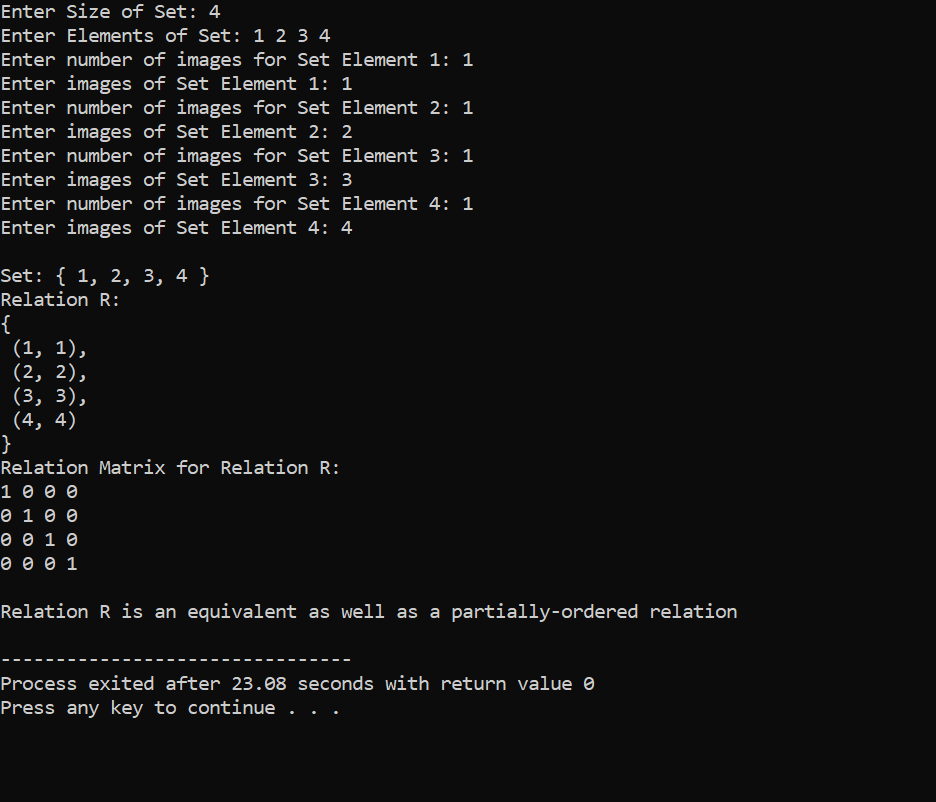 Enter Size of Set: 4
Enter Elements of Set: 1 2 3 4
Enter number of images for Set Element 1: 1
Enter images of Set Element 1: 1
Enter number of images for Set Element 2: 1
Enter images of Set Element 2: 2
Enter number of images for Set Element 3: 1
Enter images of Set Element 3: 3
Enter number of images for Set Element 4: 1
Enter images of Set Element 4: 4
Set: { 1, 2, 3, 4 }
Relation R:
{
(1, 1),
(2, 2),
(3, 3),
(4, 4)
}
Relation Matrix for Relation R:
1 0 0 0
0 1 0 0
0 0 1 0
0 0 0 1
Relation R is an equivalent as well as a partially-ordered relation
--------------------------------
Process exited after 23.08 seconds with return value 0
Press any key to continue . . .